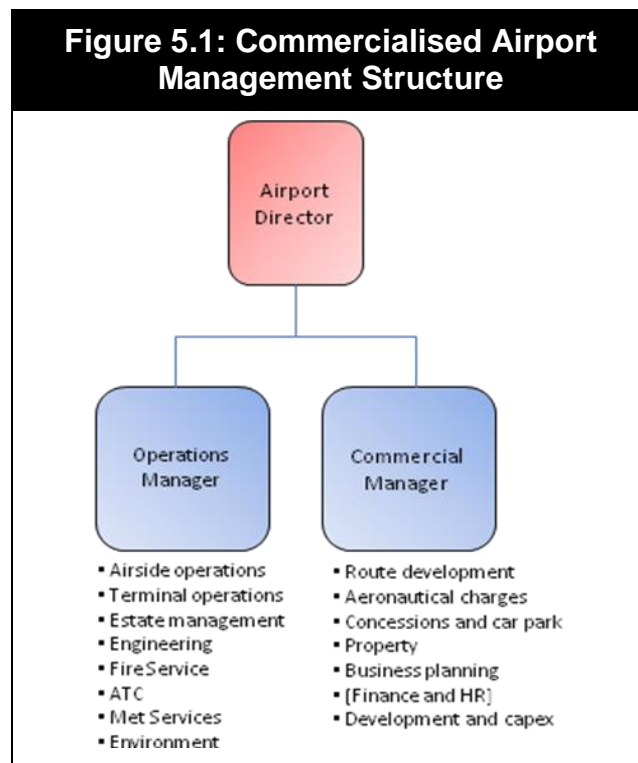 Figure 5.1: Commercialised Airport
Management Structure
Airport
Director
Operations
Manager
Commercial
Manager
▪ Airside operations
▪ Terminal operations
▪ Estate management
▪ Engineering
▪ Fire Service
▪ ATC
▪ Met Services
▪ Environment
▪ Route development
▪ Aeronautical charges
▪ Concessions and car park
▪ Property
▪ Business planning
▪ [Finance and HR]
▪ Development and capex